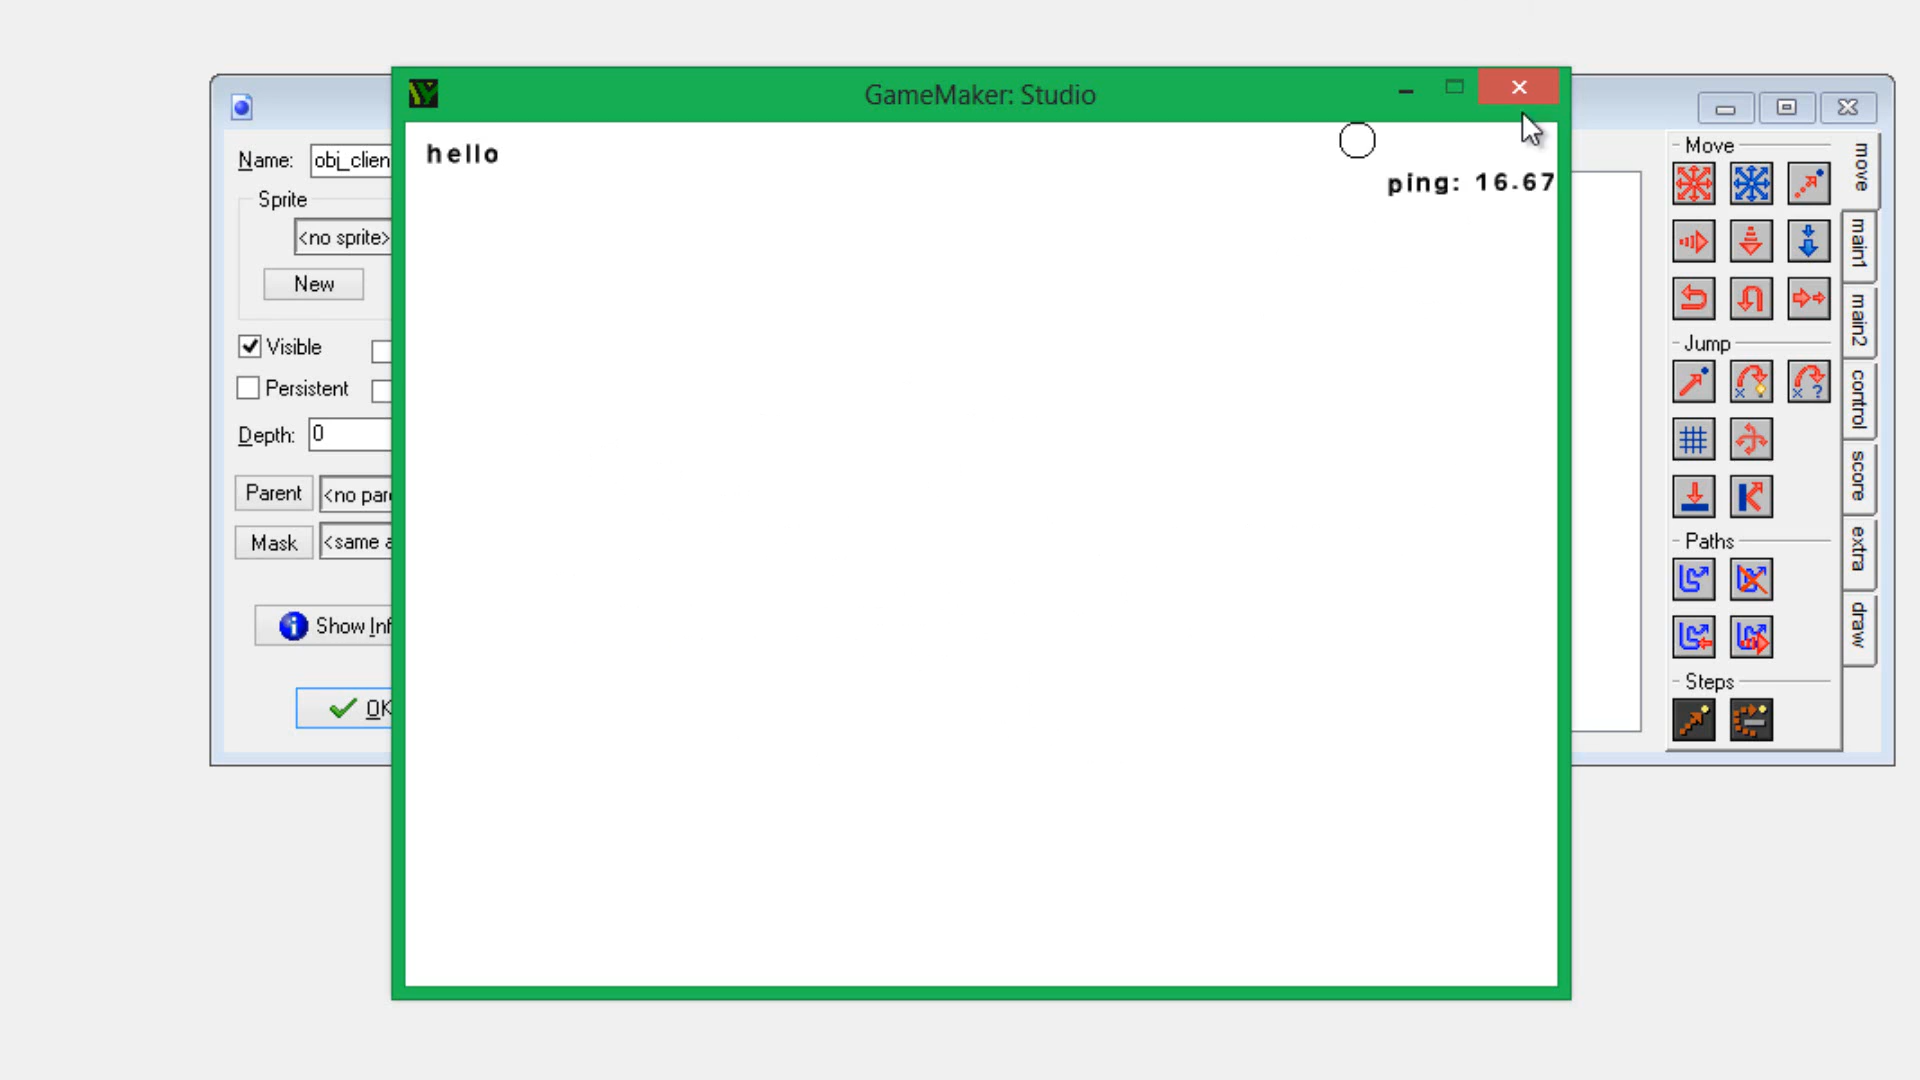 GameMaker: Studio
hello
ping: 16.67
Name: obj_clien
Sprite
<no sprite>
New
Visible
Persistent
Depth: 0
Parent <no par
Mask <same a
Show Inf
OK
Move
Jump
Paths
Steps
move
main1
main2
control
score
extra
draw